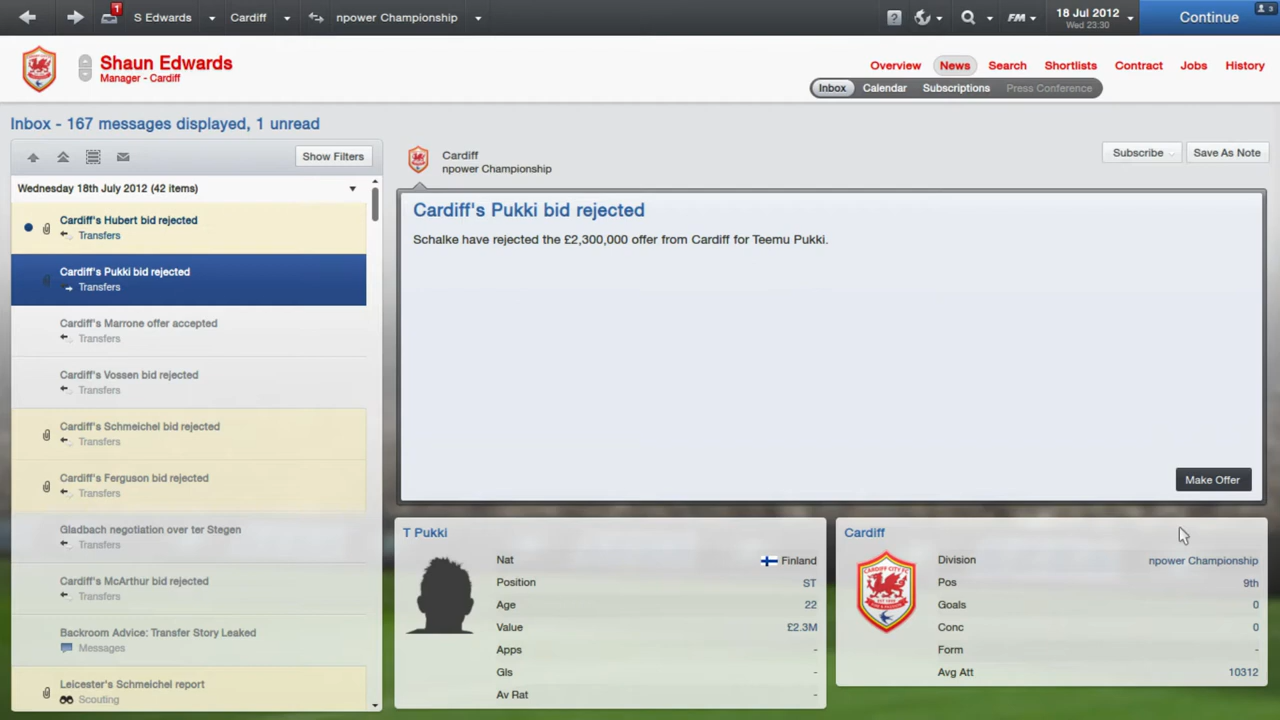 1
S Edwards
Cardiff
npower Championship
?
FM
18 Jul 2012
Wed 23:30
Continue
3
Shaun Edwards
Manager - Cardiff
Overview
News
Search
Shortlists
Contract
Jobs
History
Inbox
Calendar
Subscriptions
Press Conference
Inbox - 167 messages displayed, 1 unread
Show Filters
Cardiff
npower Championship
Subscribe
Save As Note
Wednesday 18th July 2012 (42 items)
Cardiff's Hubert bid rejected
Transfers
Cardiff's Pukki bid rejected
Transfers
Cardiff's Marrone offer accepted
Transfers
Cardiff's Vossen bid rejected
Transfers
Cardiff's Schmeichel bid rejected
Transfers
Cardiff's Ferguson bid rejected
Transfers
Gladbach negotiation over ter Stegen
Transfers
Cardiff's McArthur bid rejected
Transfers
Backroom Advice: Transfer Story Leaked
Messages
Leicester's Schmeichel report
Scouting
Cardiff's Pukki bid rejected
Schalke have rejected the £2,300,000 offer from Cardiff for Teemu Pukki.
Make Offer
T Pukki
Nat Finland
Position ST
Age 22
Value £2.3M
Apps -
Gls -
Av Rat -
Cardiff
CARDIFF CITY FC
Division npower Championship
Pos 9th
Goals 0
Conc 0
Form -
Avg Att 10312